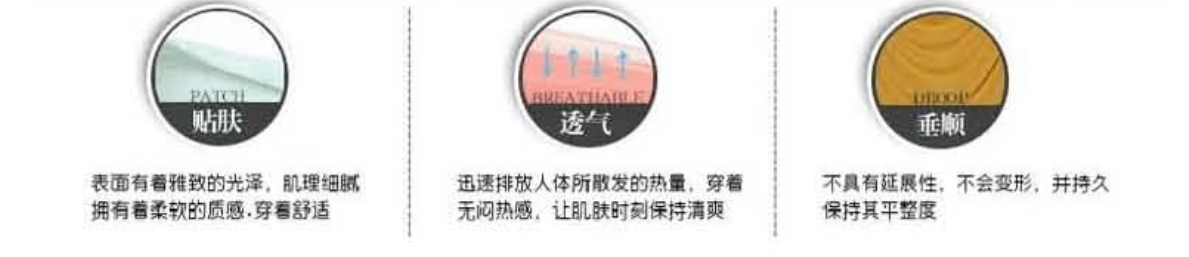 PATCH
贴肤
表面有着雅致的光泽，肌理细腻
拥有着柔软的质感.穿着舒适
BREATHABLE
透气
迅速排放人体所散发的热量，穿着
无闷热感，让肌肤时刻保持清爽
DROOP
垂顺
不具有延展性，不会变形，并持久
保持其平整度